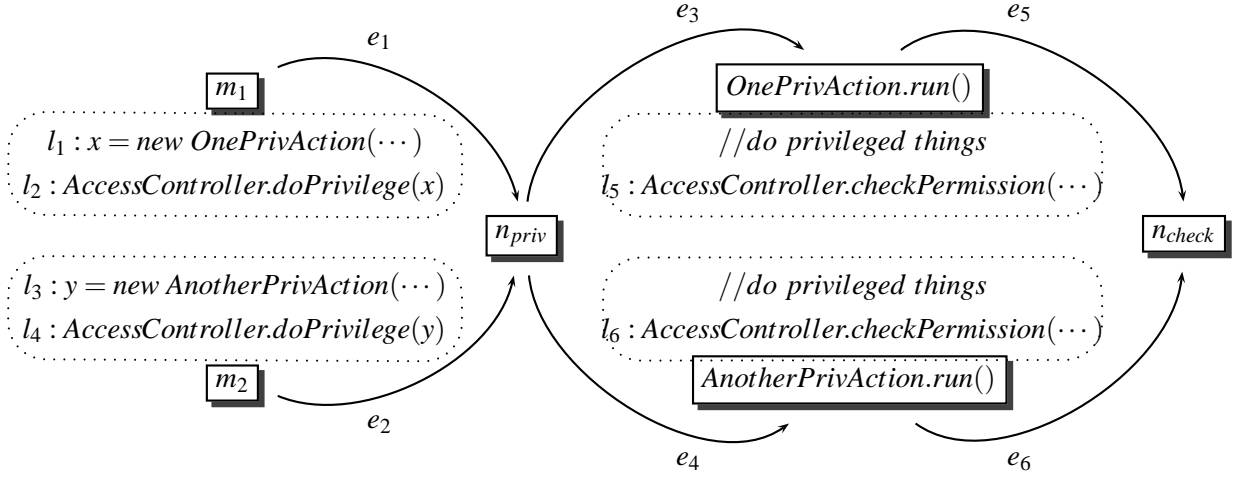 e3
e5
e1
m1
OnePrivAction.run()
l1 : x = new OnePrivAction(···)
//do privileged things
l2 : AccessController.doPrivilege(x)
l5 : AccessController.checkPermission(···)
npriv
ncheck
l3 : y = new AnotherPrivAction(···)
//do privileged things
l4 : AccessController.doPrivilege(y)
l6 : AccessController.checkPermission(···)
m2
AnotherPrivAction.run()
e2
e4
e6